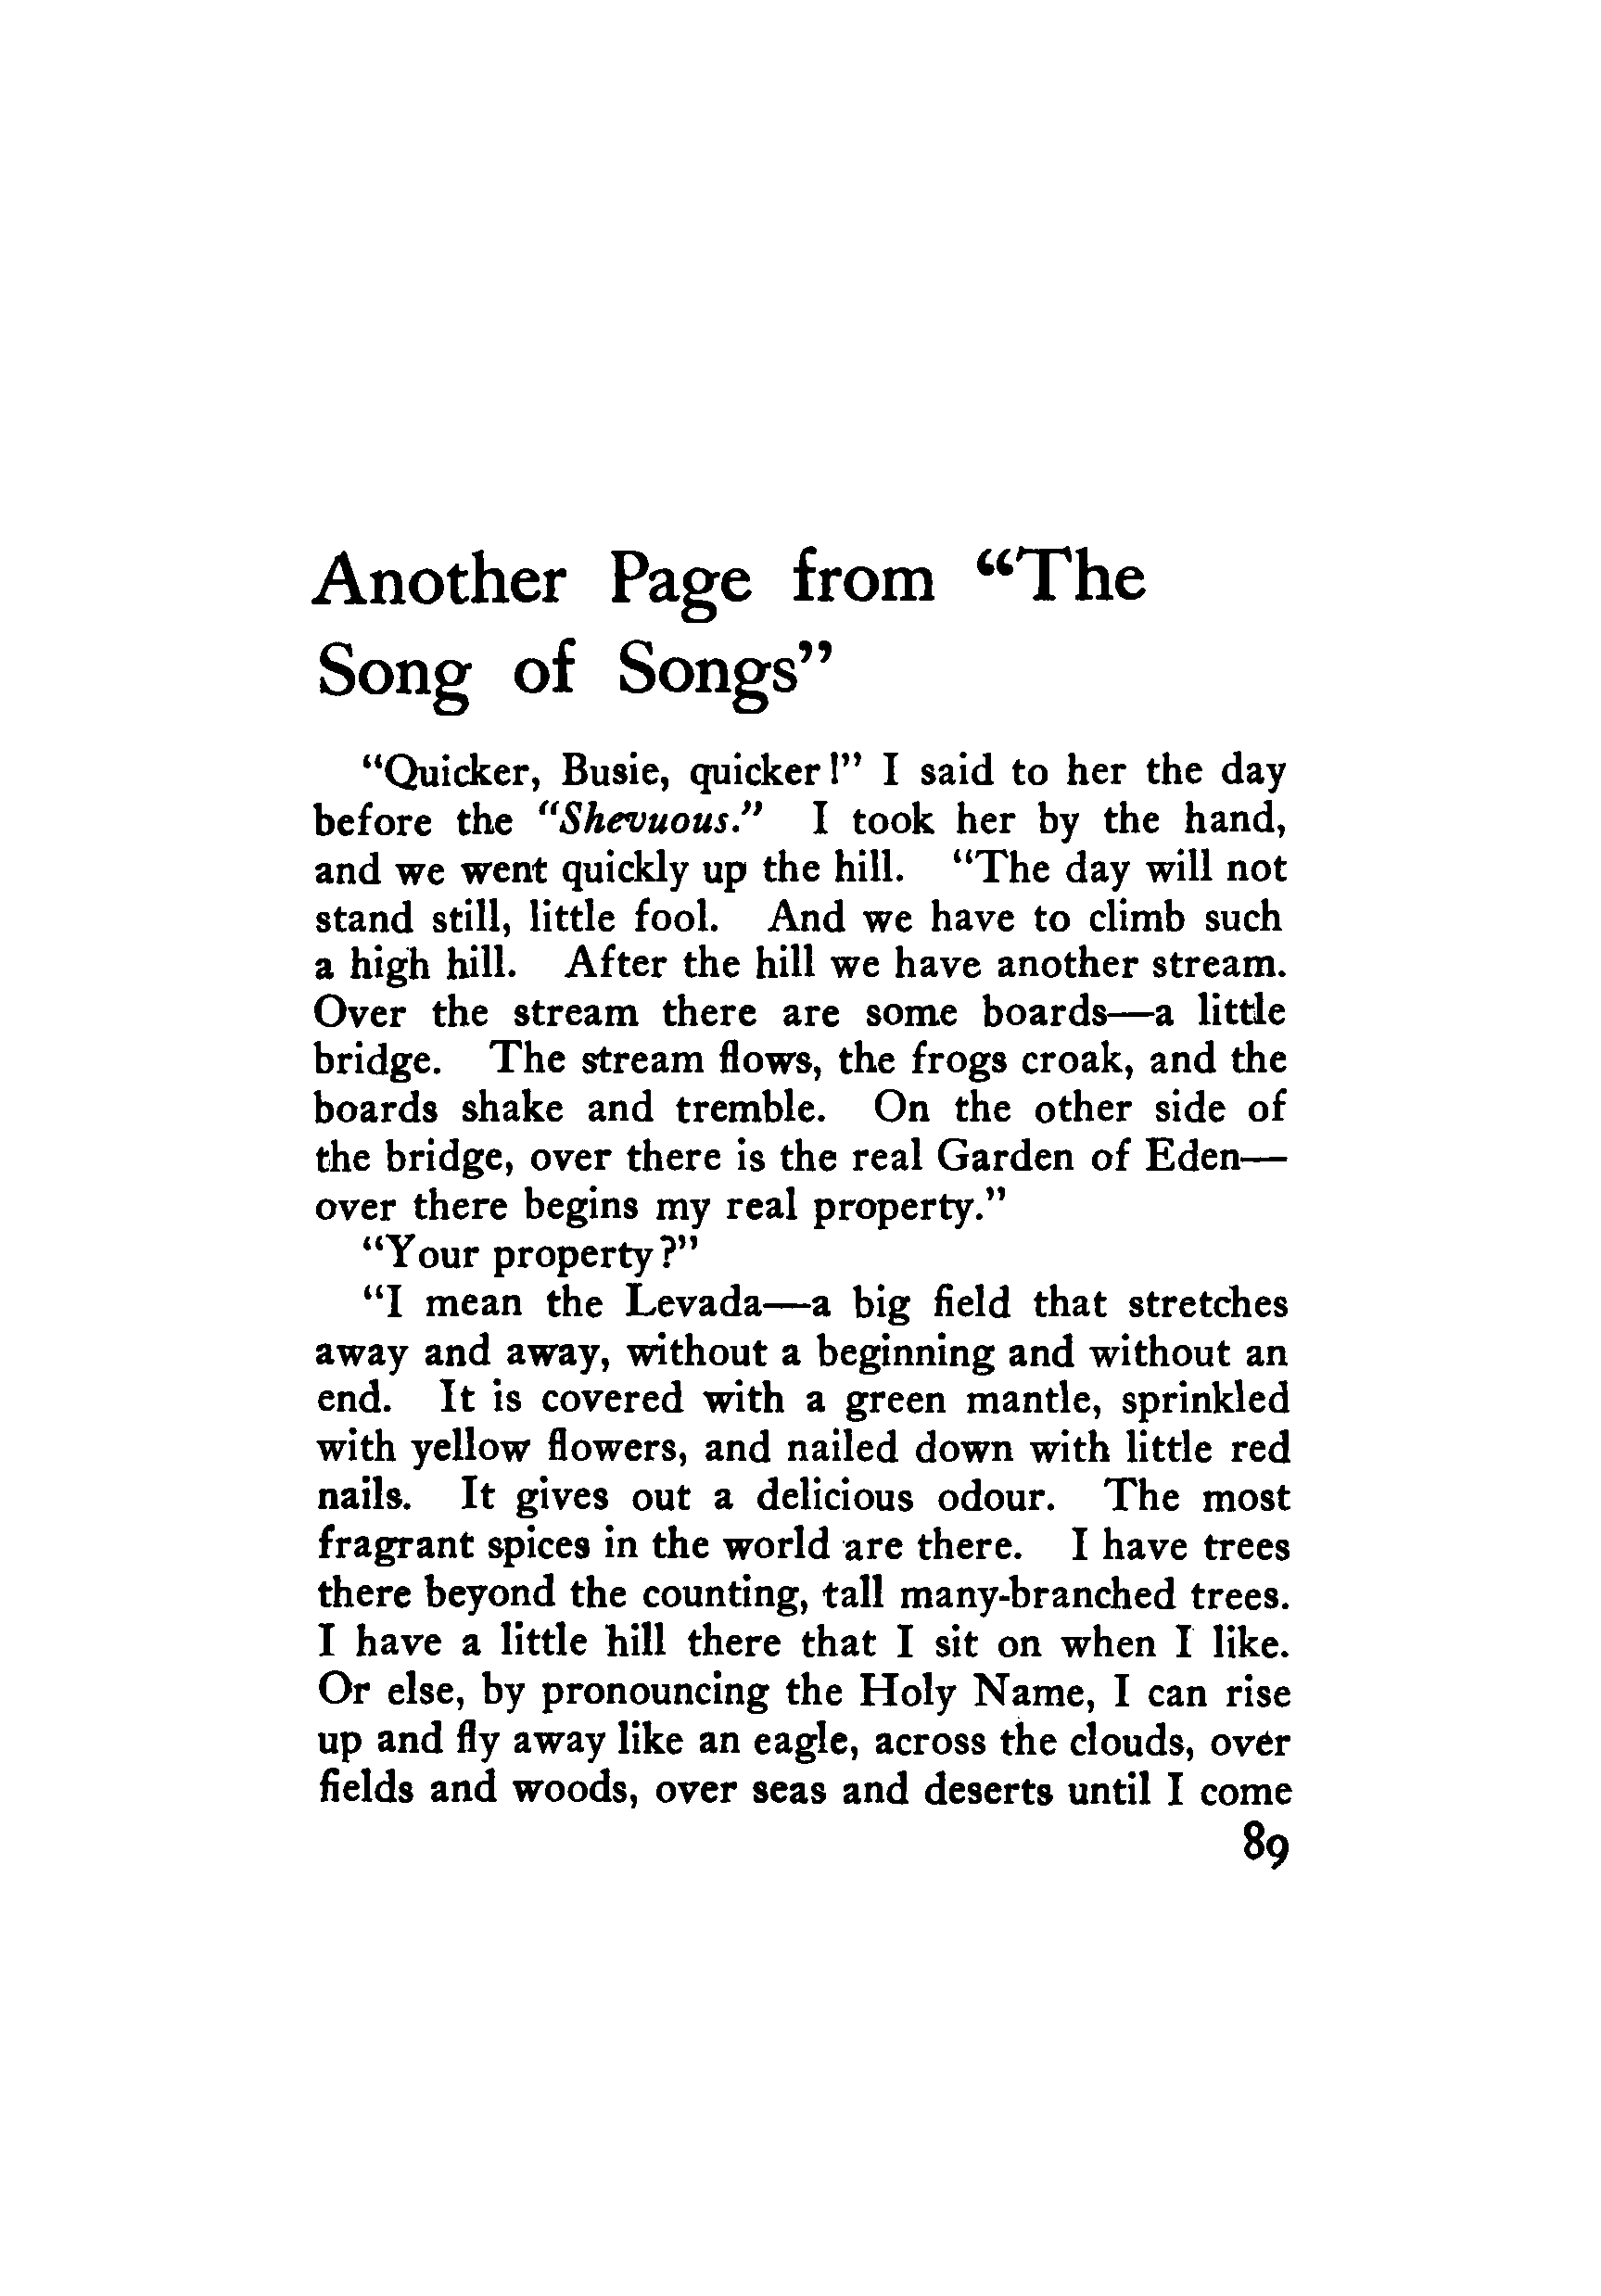 Another Page from “The
Song of Songs”
“Quicker, Busie, quicker!” I said to her the day
before the “Shevuous.” I took her by the hand,
and we went quickly up the hill. “The day will not
stand still, little fool. And we have to climb such
a high hill. After the hill we have another stream.
Over the stream there are some boards—a little
bridge. The stream flows, the frogs croak, and the
boards shake and tremble. On the other side of
the bridge, over there is the real Garden of Eden—
over there begins my real property.”
“Your property?”
“I mean the Levada—a big field that stretches
away and away, without a beginning and without an
end. It is covered with a green mantle, sprinkled
with yellow flowers, and nailed down with little red
nails. It gives out a delicious odour. The most
fragrant spices in the world are there. I have trees
there beyond the counting, tall many-branched trees.
I have a little hill there that I sit on when I like.
Or else, by pronouncing the Holy Name, I can rise
up and fly away like an eagle, across the clouds, over
fields and woods, over seas and deserts until I come
89